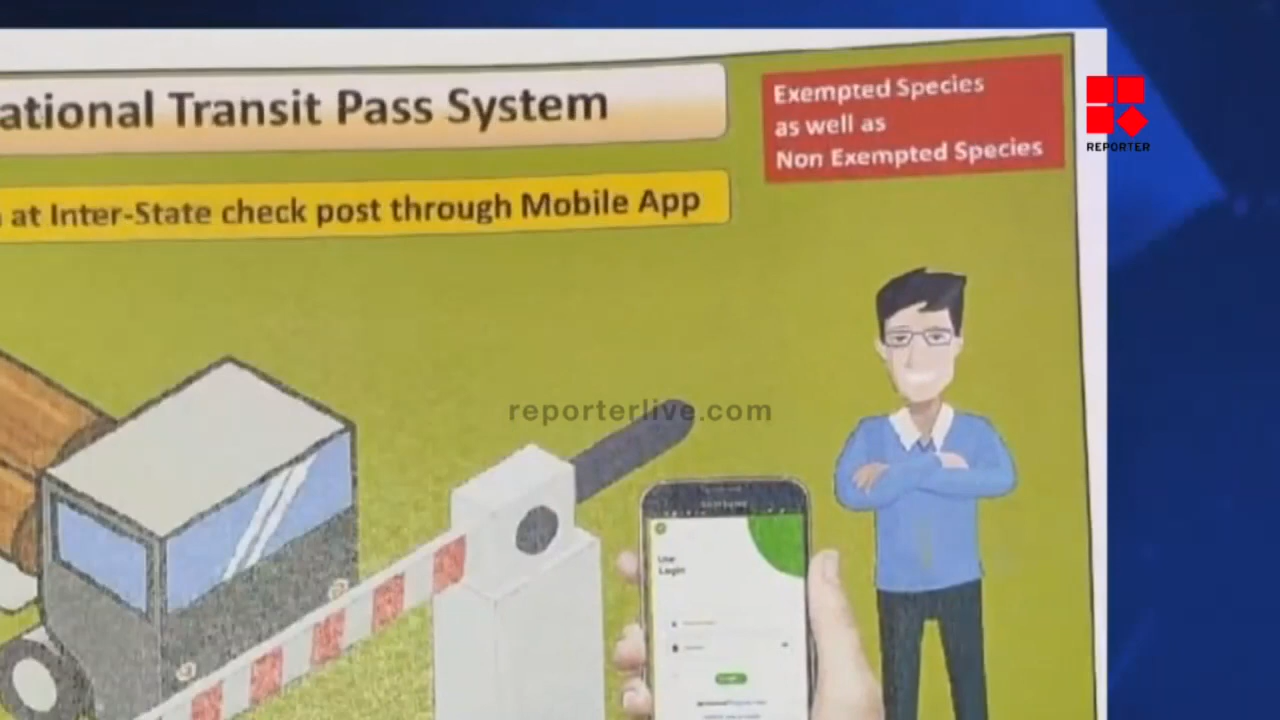 ational Transit Pass System
Exempted Species
as well as
Non Exempted Species
REPORTER
at Inter-State check post through Mobile App
reporterlive.com
Login